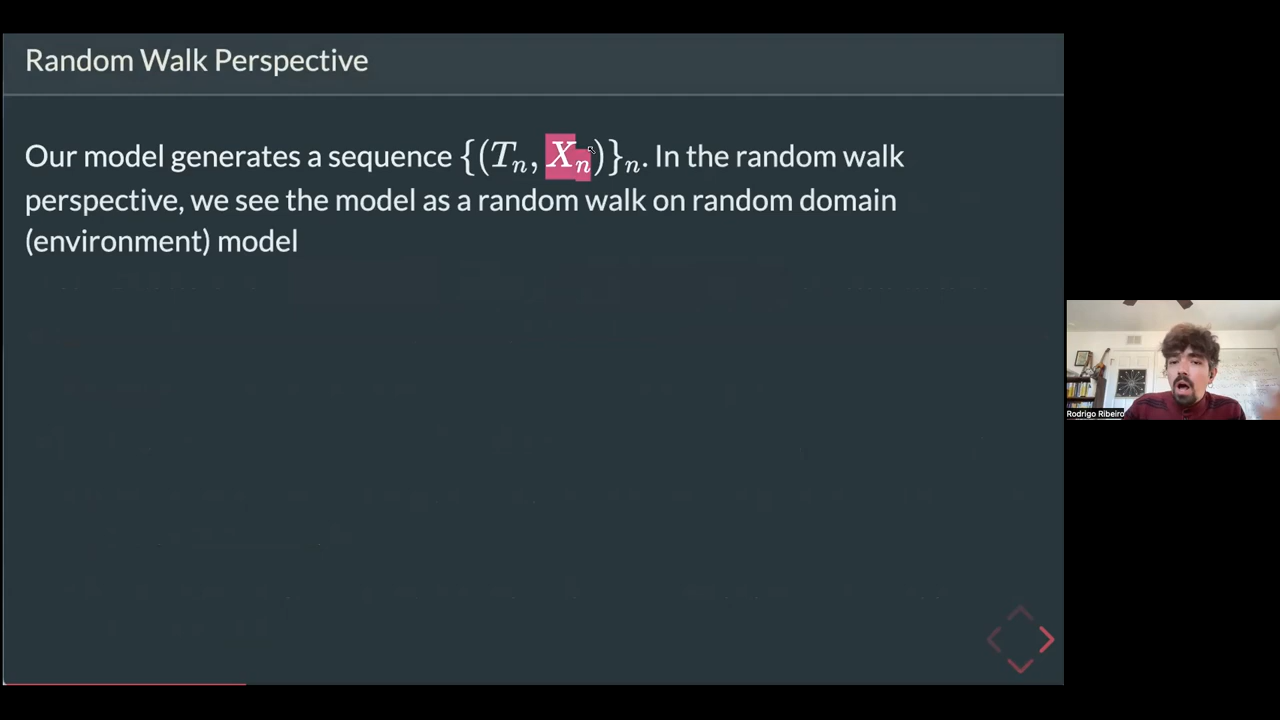 Random Walk Perspective
Our model generates a sequence {(Tₙ, Xₙ)}ₙ. In the random walk
perspective, we see the model as a random walk on random domain
(environment) model
Rodrigo Ribeiro